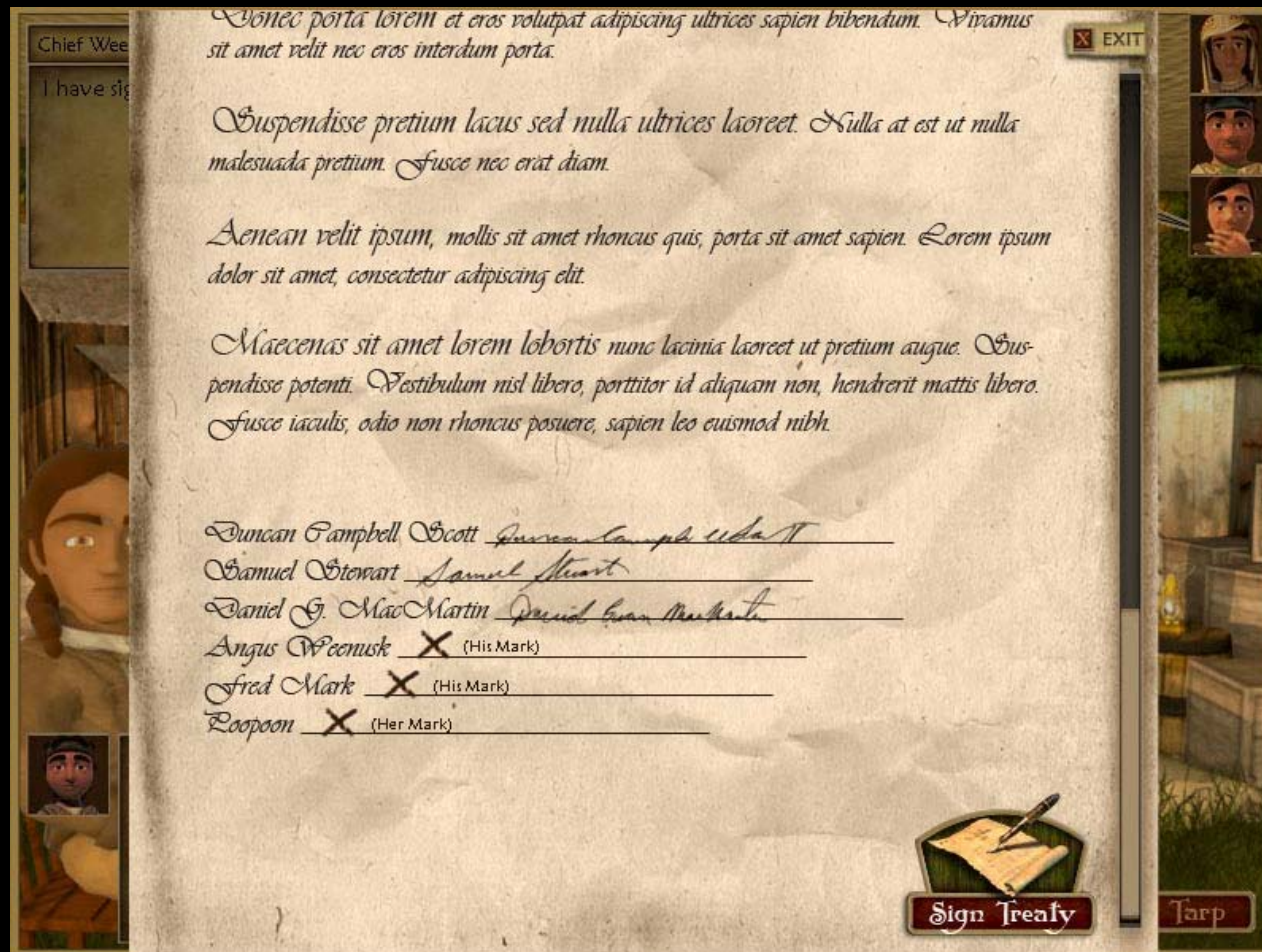 Donec porta lorem et eros volutpat adipiscing ultrices sapien bibendum. Vivamus
sit amet velit nec eros interdum porta.
Chief Wee
I have sig
EXIT
Suspendisse pretium lacus sed nulla ultrices laoreet. Nulla at est ut nulla
malesuada pretium. Fusce nec erat diam.
Aenean velit ipsum, mollis sit amet rhoncus quis, porta sit amet sapien. Lorem ipsum
dolor sit amet, consectetur adipiscing elit.
Maecenas sit amet lorem lobortis nunc lacinia laoreet ut pretium augue. Sus-
pendisse potenti. Vestibulum nisl libero, porttitor id aliquam non, hendrerit mattis libero.
Fusce iaculis, odio non rhoncus posuere, sapien leo euismod nibh.
Duncan Campbell Scott
Samuel Stewart Samuel Stuart
Daniel G. MacMartin
Angus Weenusk X (His Mark)
Fred Mark X (His Mark)
Poopoon X (Her Mark)
Sign Treaty
Tarp